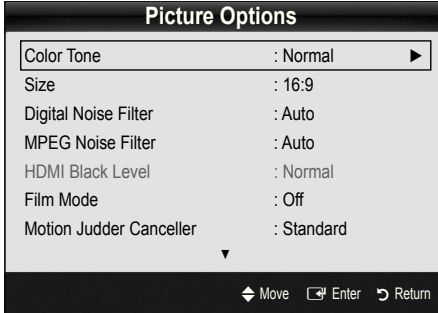 Picture Options
Color Tone : Normal ►
Size : 16:9
Digital Noise Filter : Auto
MPEG Noise Filter : Auto
HDMI Black Level : Normal
Film Mode : Off
Motion Judder Canceller : Standard
▼
Move Enter Return